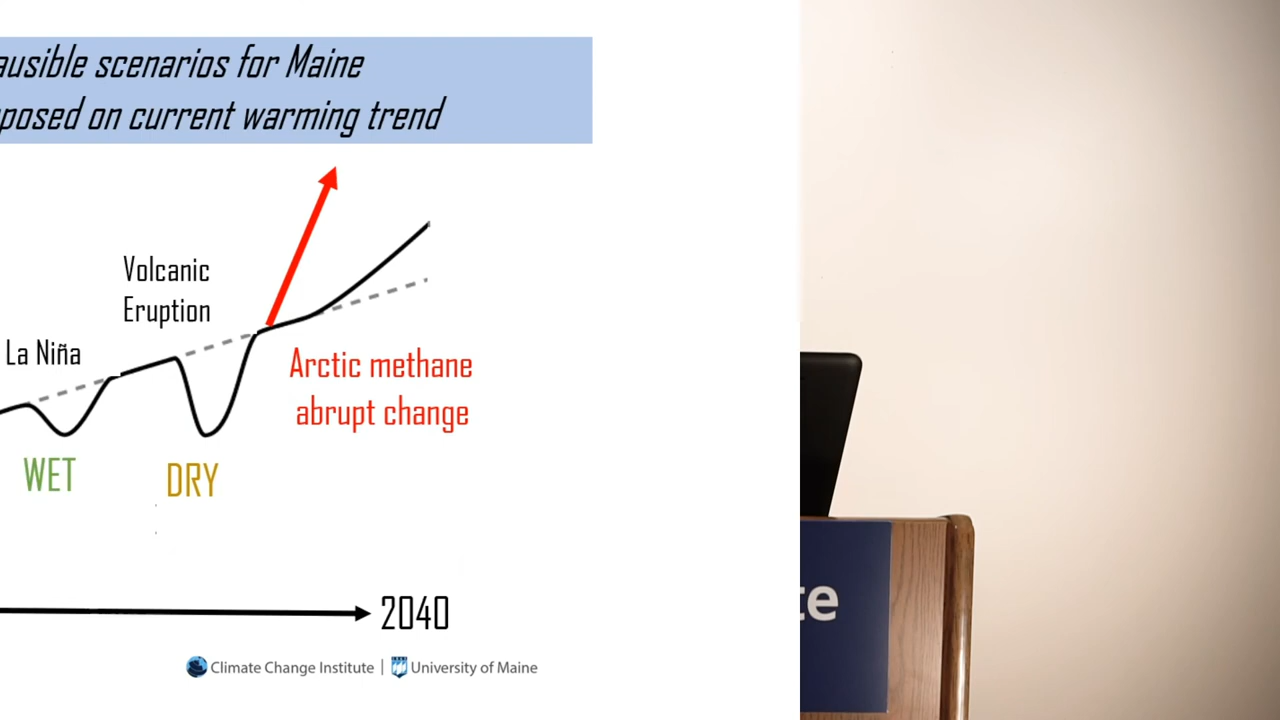 ausible scenarios for Maine
posed on current warming trend
Volcanic
Eruption
La Niña
Arctic methane
abrupt change
WET
DRY
2040
Climate Change Institute | University of Maine
te